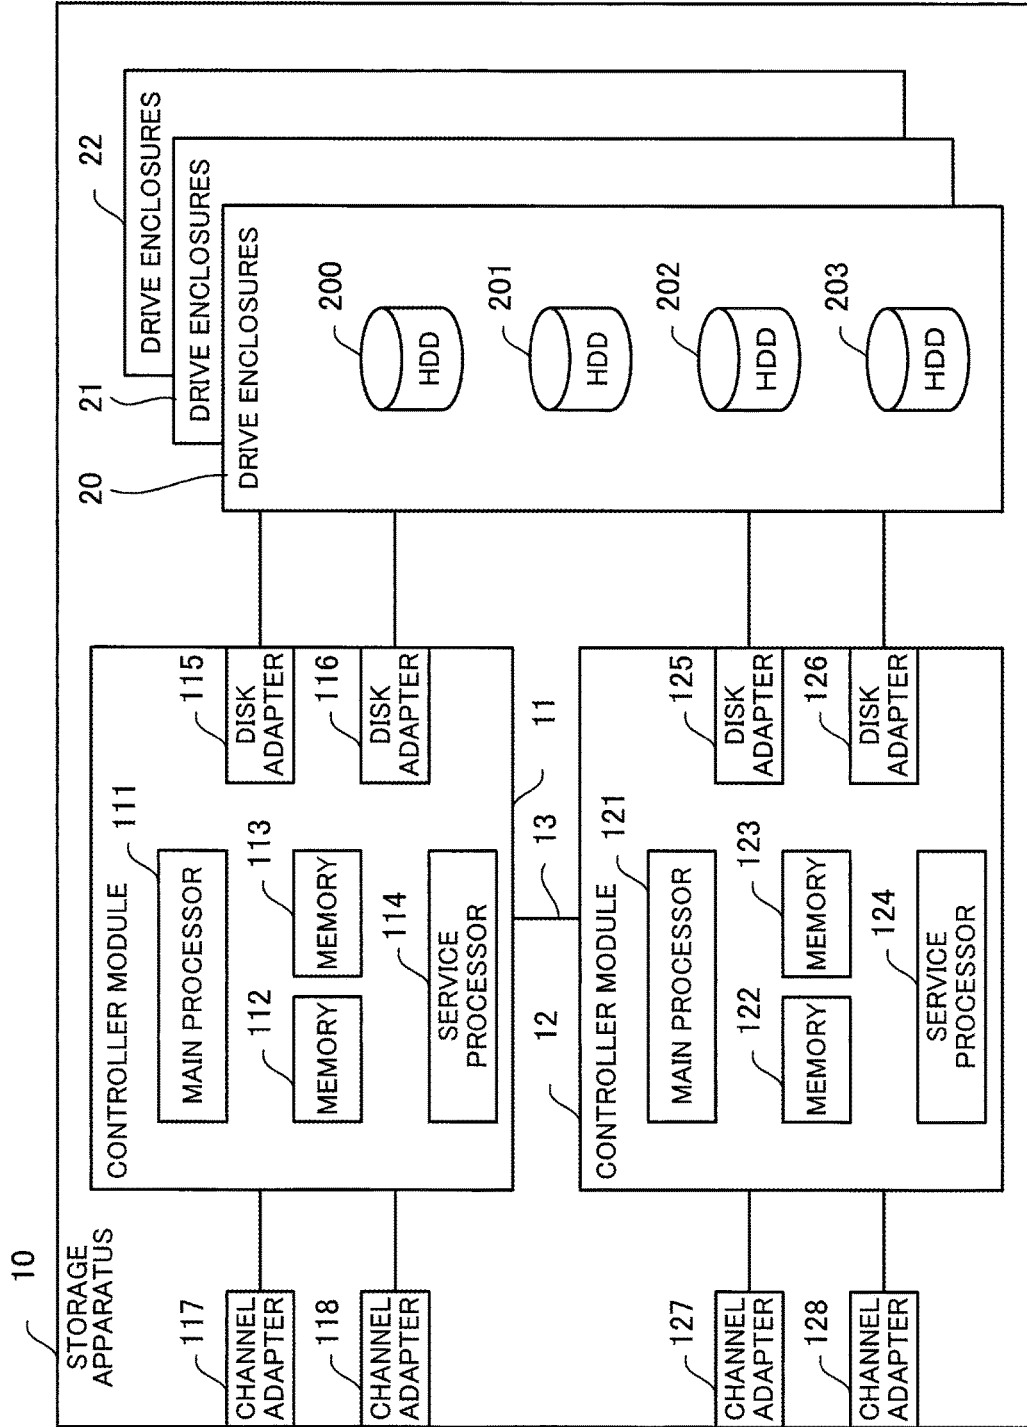 10
STORAGE
APPARATUS
117
CHANNEL
ADAPTER
118
CHANNEL
ADAPTER
127
CHANNEL
ADAPTER
128
CHANNEL
ADAPTER
CONTROLLER MODULE
111
MAIN PROCESSOR
112
MEMORY
113
MEMORY
114
SERVICE
PROCESSOR
115
DISK
ADAPTER
116
DISK
ADAPTER
11
13
12
CONTROLLER MODULE
121
MAIN PROCESSOR
122
MEMORY
123
MEMORY
124
SERVICE
PROCESSOR
125
DISK
ADAPTER
126
DISK
ADAPTER
22
DRIVE ENCLOSURES
21
DRIVE ENCLOSURES
20
DRIVE ENCLOSURES
200
HDD
201
HDD
202
HDD
203
HDD